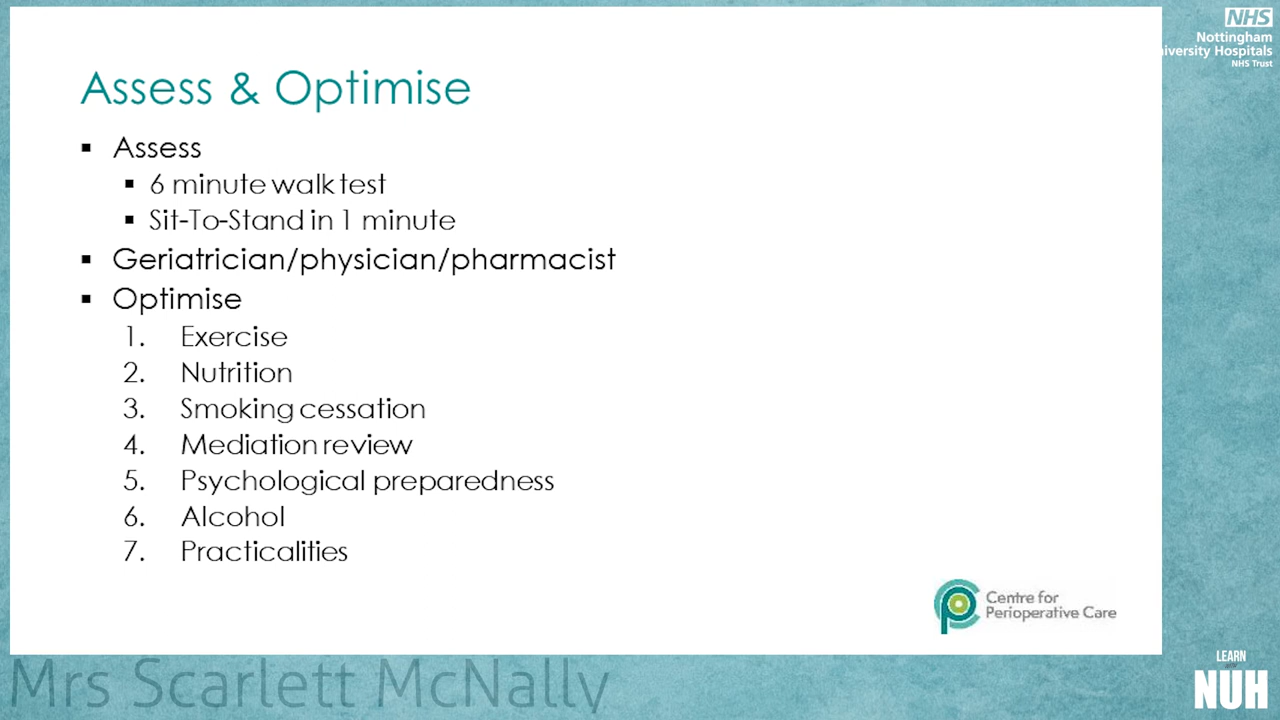 NHS
Nottingham
University Hospitals
NHS Trust
Assess & Optimise
▪ Assess
▪ 6 minute walk test
▪ Sit-To-Stand in 1 minute
▪ Geriatrician/physician/pharmacist
▪ Optimise
1. Exercise
2. Nutrition
3. Smoking cessation
4. Mediation review
5. Psychological preparedness
6. Alcohol
7. Practicalities
Centre for
Perioperative Care
Mrs Scarlett McNally
LEARN
NUH